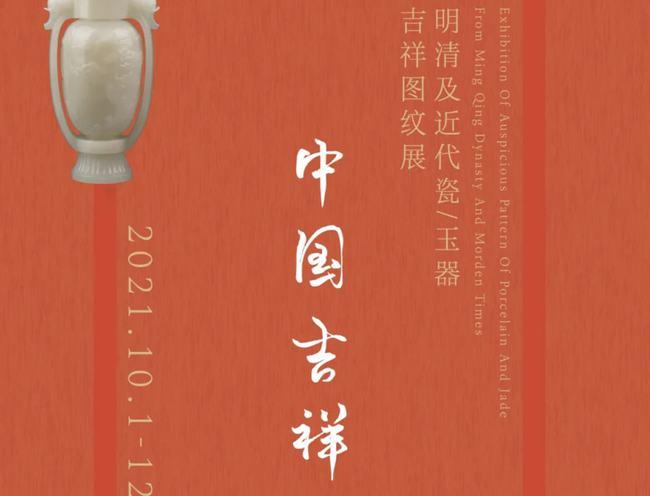 Exhibition Of Auspicious Pattern Of Porcelain And Jade
From Ming Qing Dynasty And Morden Times
明清及近代瓷/玉器
吉祥图纹展
中国吉祥
2021.10.1-12